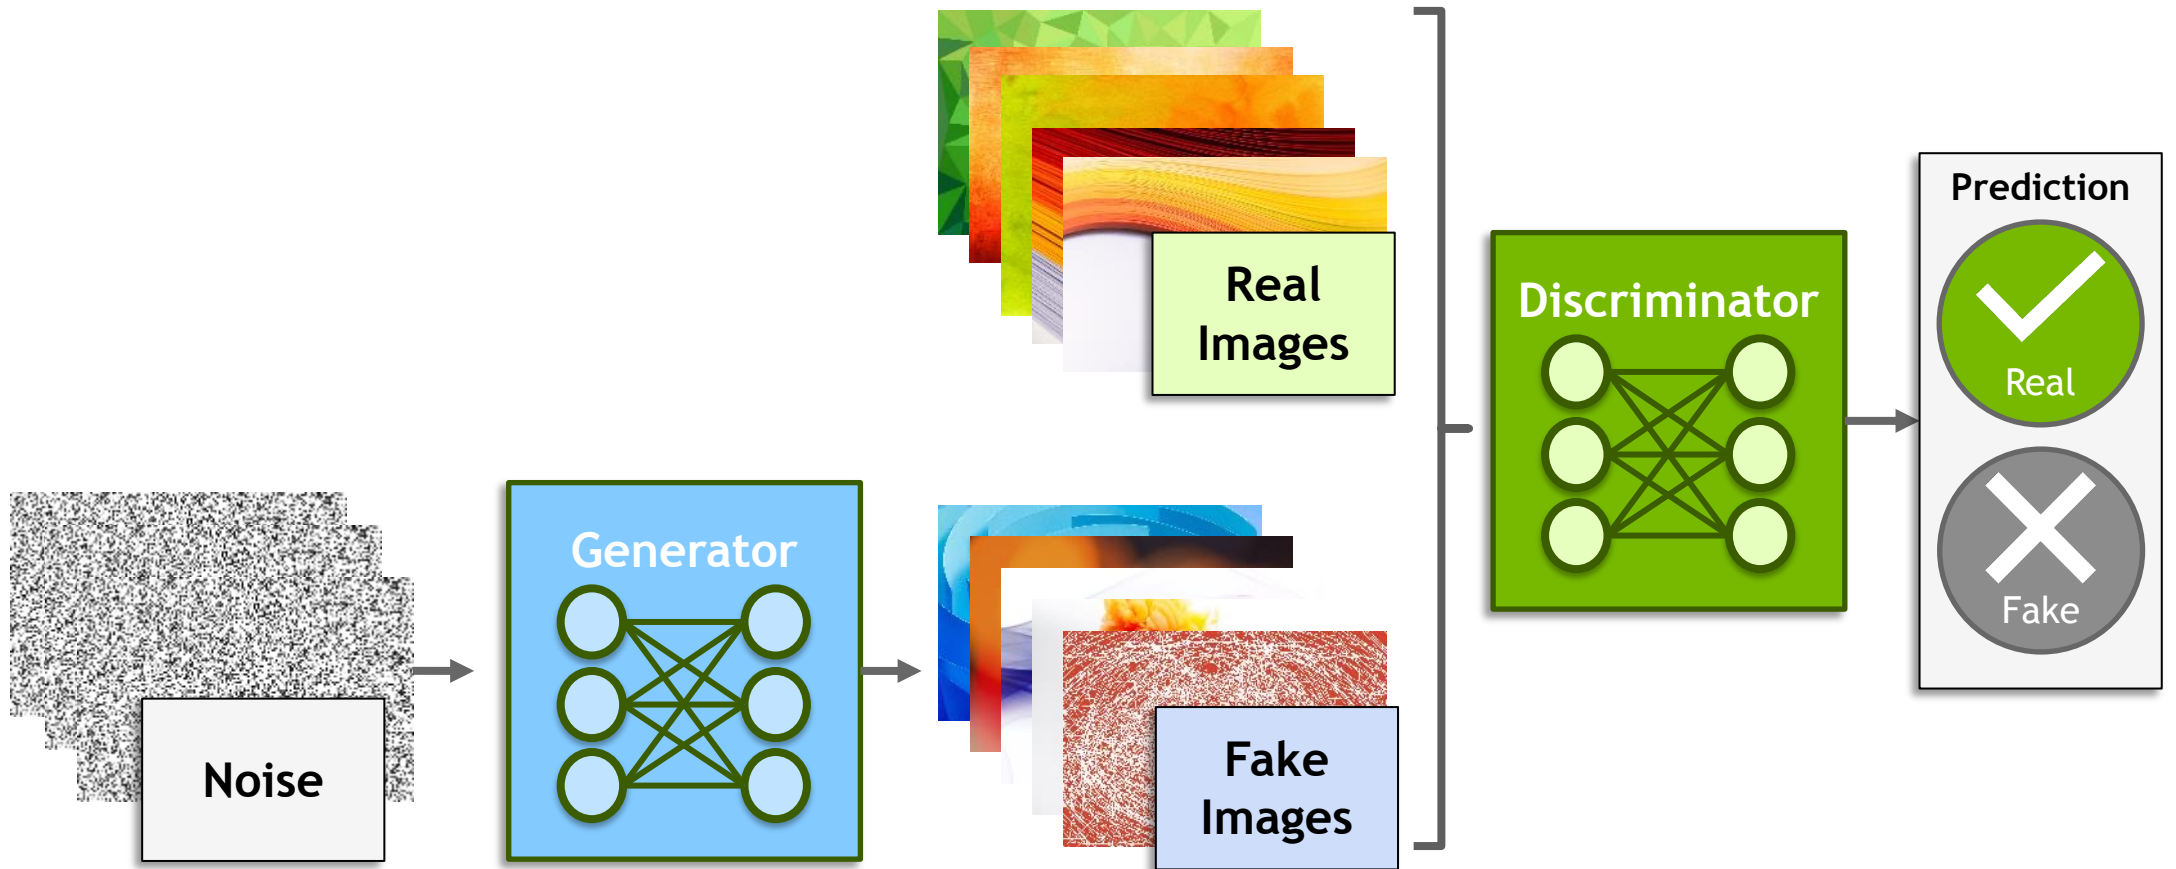 Noise
Generator
Real
Images
Fake
Images
Discriminator
Prediction
Real
Fake